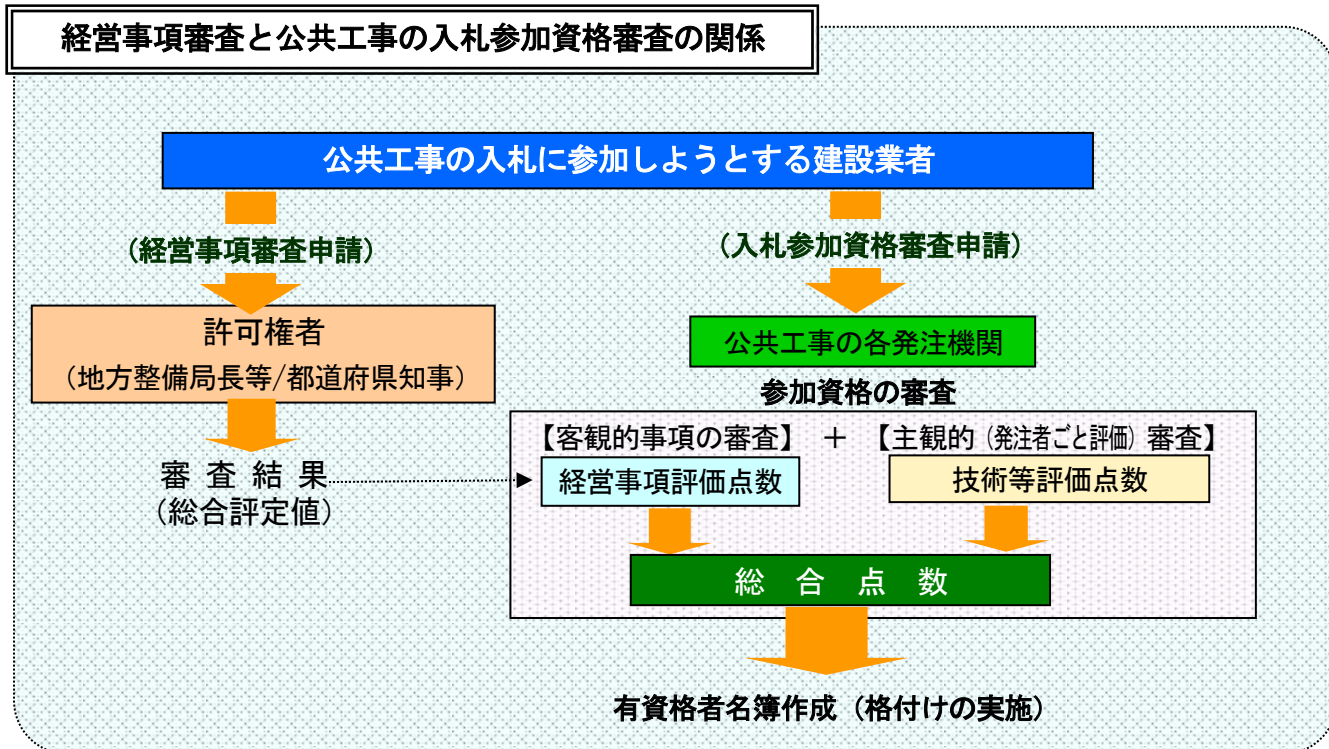 経営事項審査と公共工事の入札参加資格審査の関係
公共工事の入札に参加しようとする建設業者
（経営事項審査申請）
（入札参加資格審査申請）
許可権者
（地方整備局長等/都道府県知事）
公共工事の各発注機関
参加資格の審査
【客観的事項の審査】 ＋ 【主観的（発注者ごと評価）審査】
審 査 結 果
（総合評定値）
経営事項評価点数
技術等評価点数
総 合 点 数
有資格者名簿作成（格付けの実施）